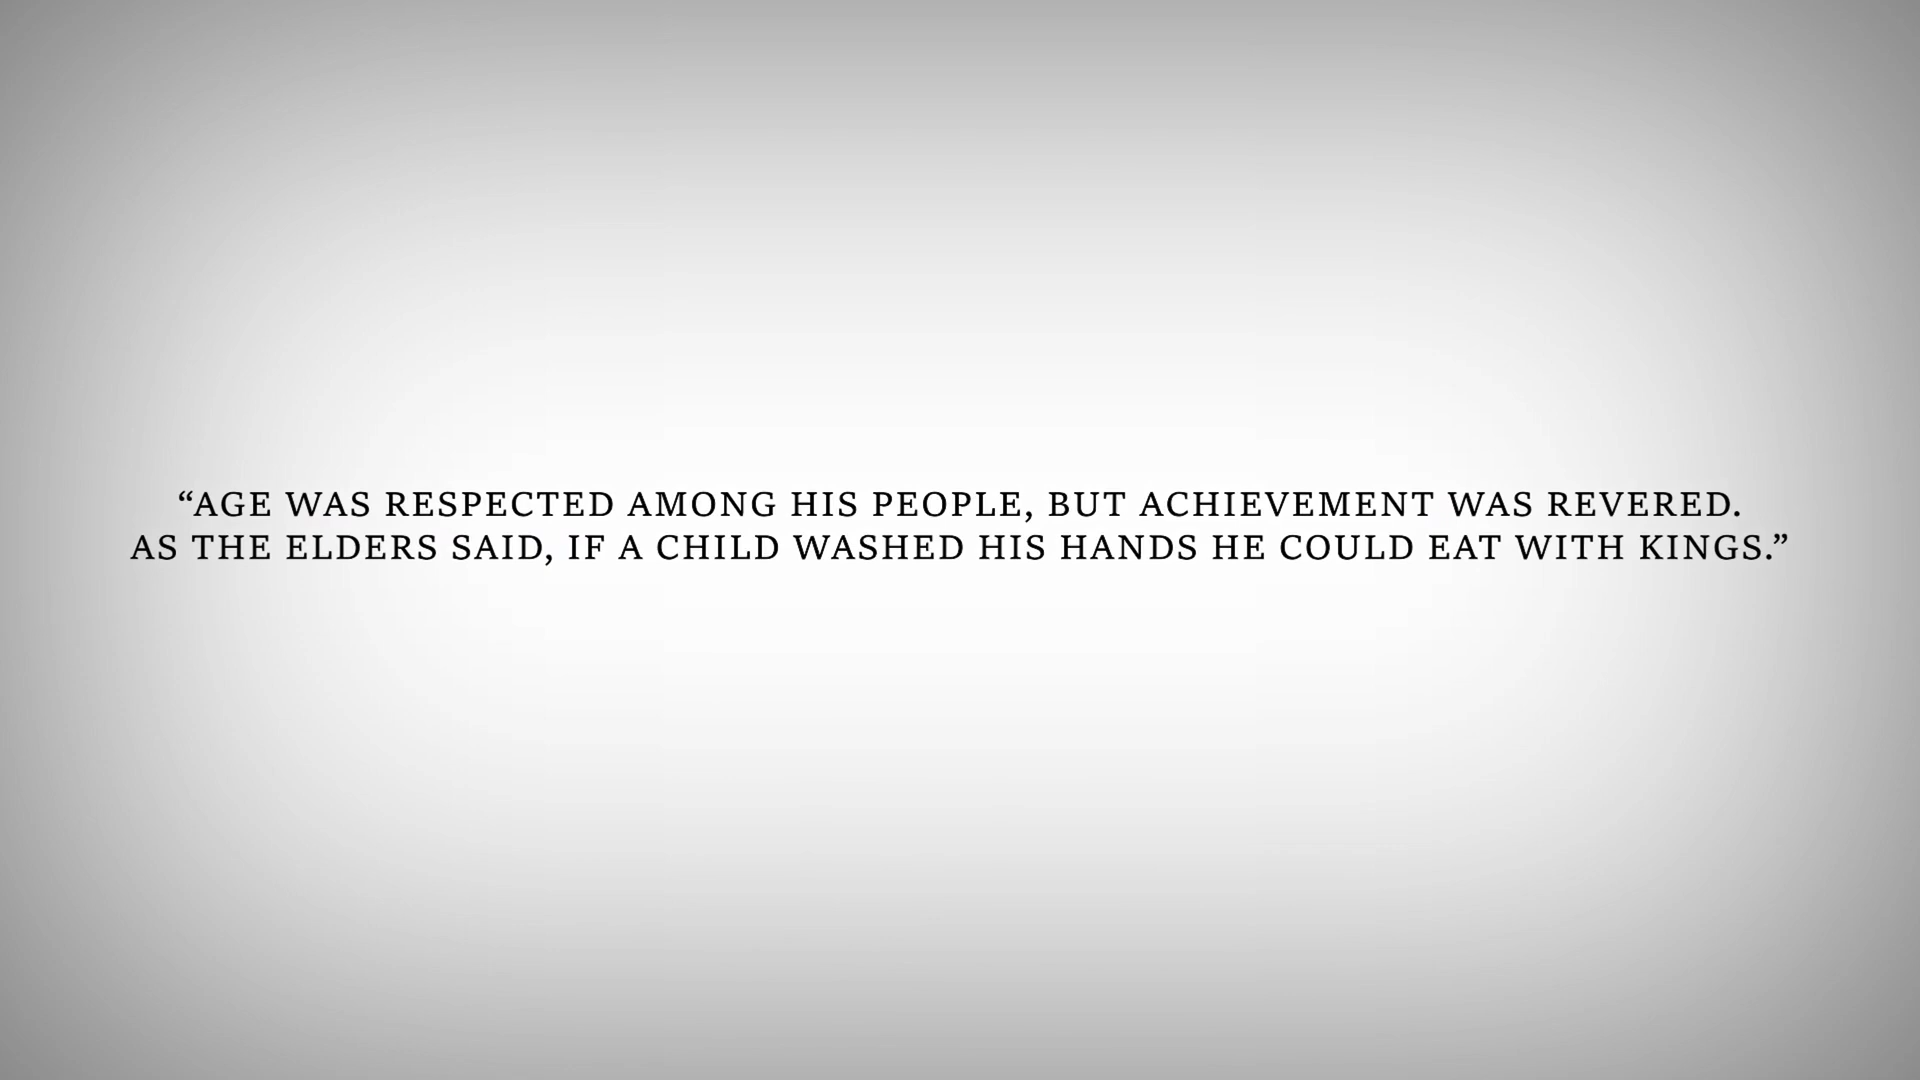 “AGE WAS RESPECTED AMONG HIS PEOPLE, BUT ACHIEVEMENT WAS REVERED.
AS THE ELDERS SAID, IF A CHILD WASHED HIS HANDS HE COULD EAT WITH KINGS.”